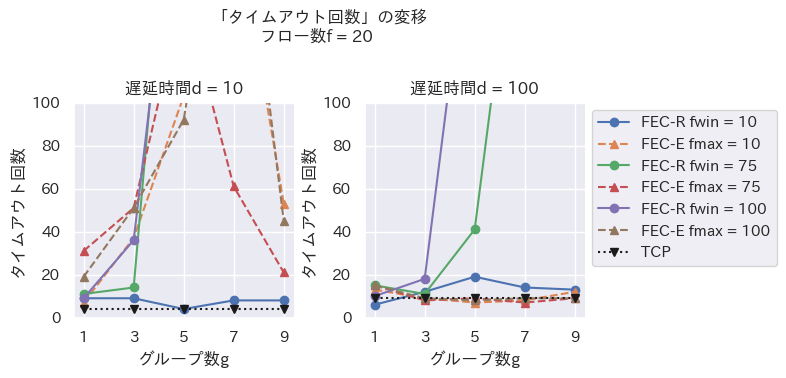 「タイムアウト回数」の変移
フロー数f = 20
遅延時間d = 10
タイムアウト回数
100
80
60
40
20
0
1 3 5 7 9
グループ数g
遅延時間d = 100
タイムアウト回数
100
80
60
40
20
0
1 3 5 7 9
グループ数g
FEC-R fwin = 10
FEC-E fmax = 10
FEC-R fwin = 75
FEC-E fmax = 75
FEC-R fwin = 100
FEC-E fmax = 100
TCP